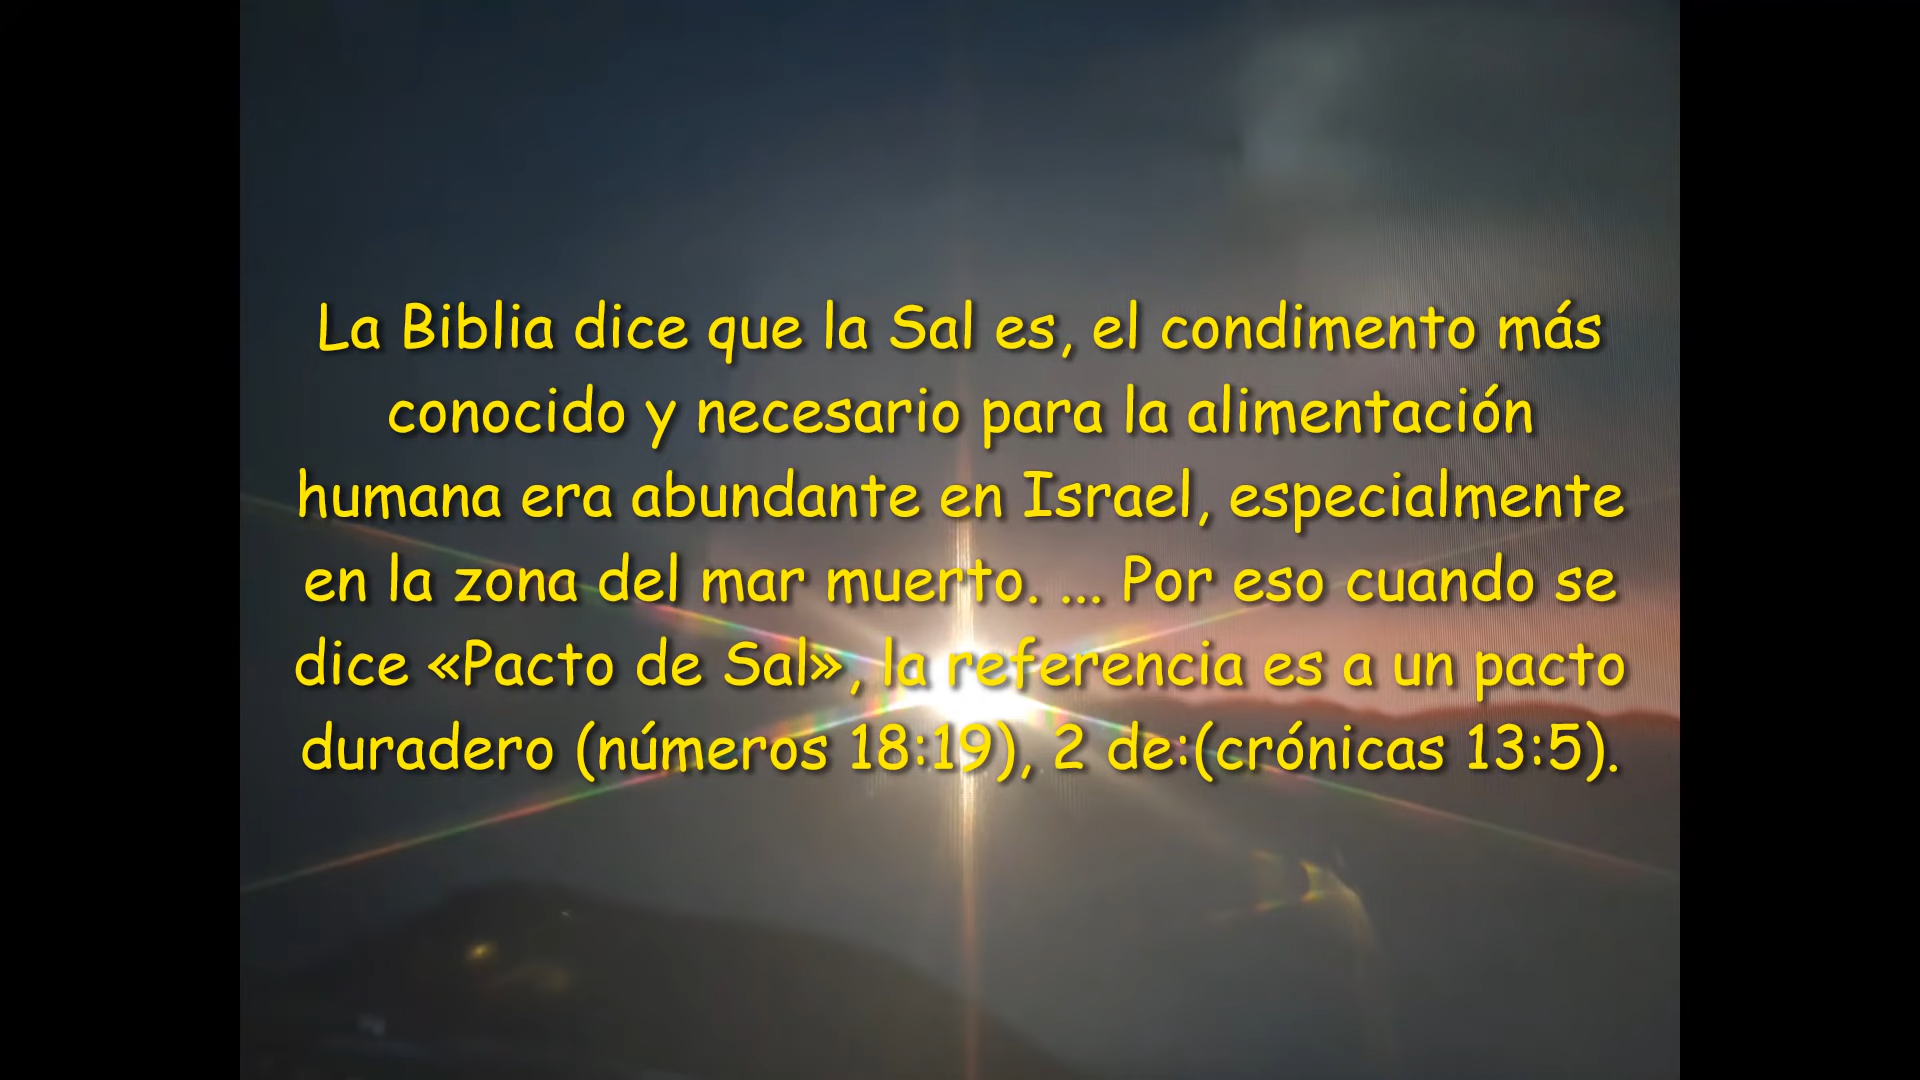 La Biblia dice que la Sal es, el condimento más
conocido y necesario para la alimentación
humana era abundante en Israel, especialmente
en la zona del mar muerto. ... Por eso cuando se
dice «Pacto de Sal», la referencia es a un pacto
duradero (números 18:19), 2 de:(crónicas 13:5).